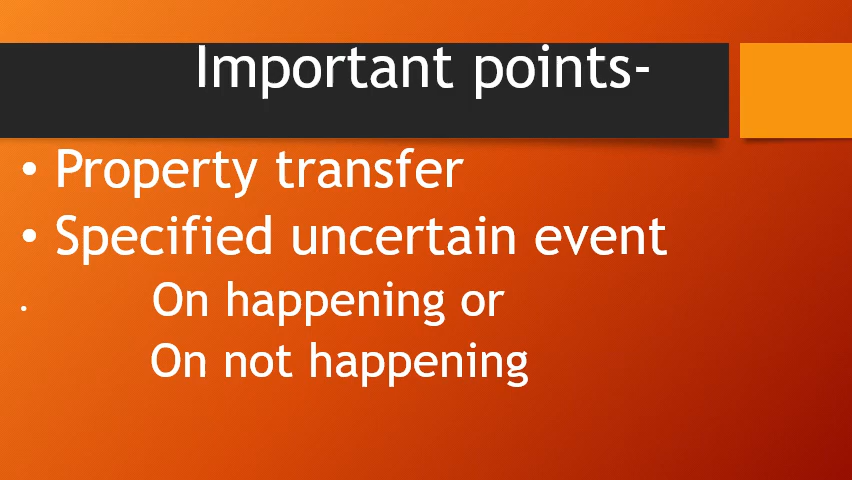 Important points-
• Property transfer
• Specified uncertain event
• On happening or
On not happening